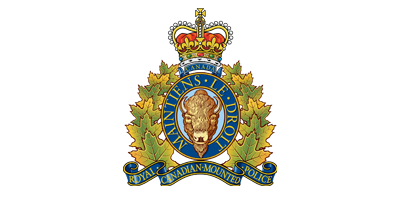 CANADA
MAINTIENS·LE·DROIT
ROYAL CANADIAN·MOUNTED POLICE